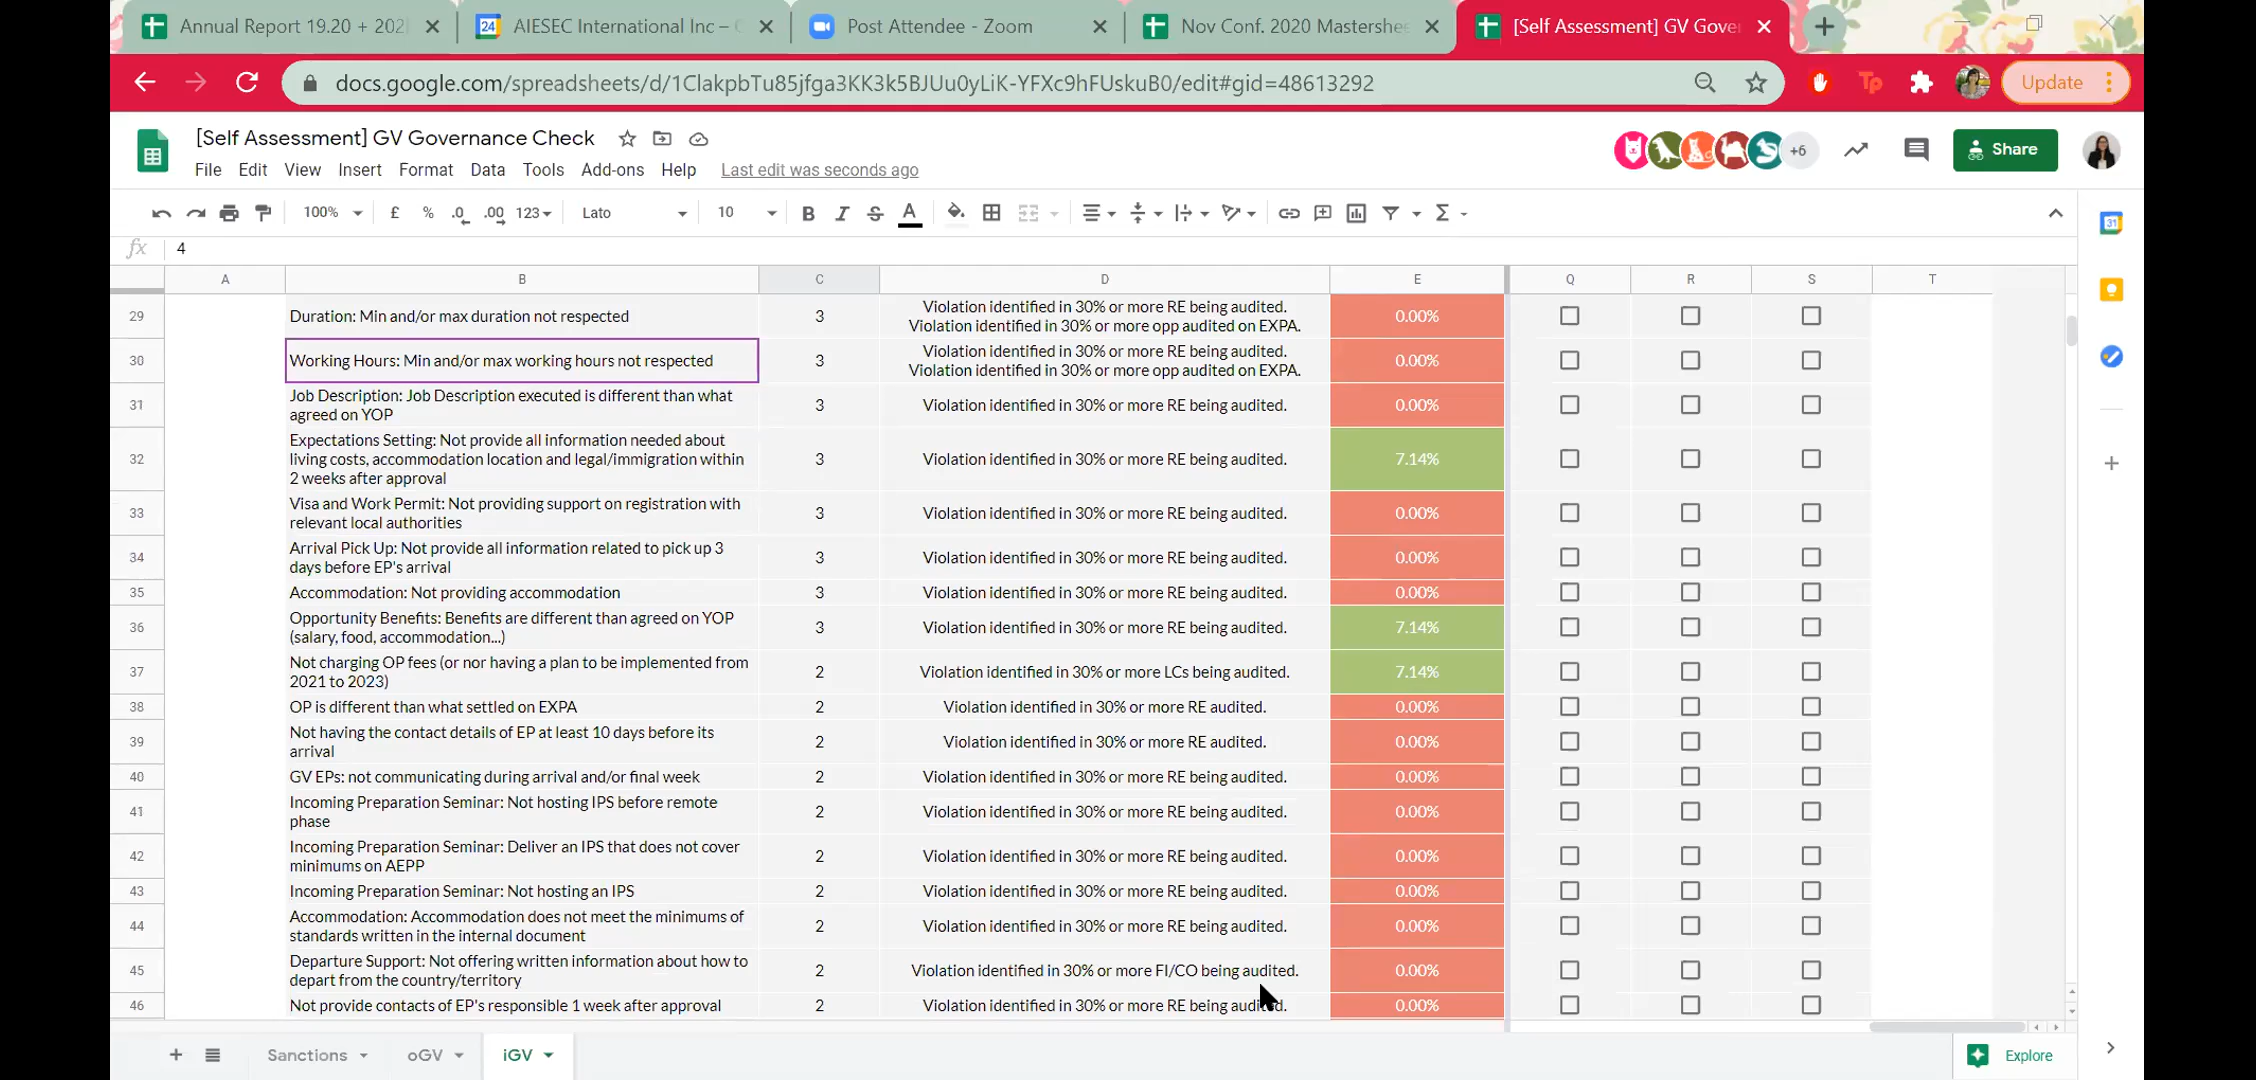 Annual Report 19.20 + 202
AIESEC International Inc –
Post Attendee - Zoom
Nov Conf. 2020 Mastershee
[Self Assessment] GV Gover
docs.google.com/spreadsheets/d/1ClakpbTu85jfga3KK3k5BJUu0yLiK-YFXc9hFUskuB0/edit#gid=48613292
Tp
Update
[Self Assessment] GV Governance Check
+6
Share
File Edit View Insert Format Data Tools Add-ons Help Last edit was seconds ago
100% £ % .0 .00 123 Lato 10 B I S A Σ
31
fx 4
A B C D E Q R S T
29 Duration: Min and/or max duration not respected 3 Violation identified in 30% or more RE being audited. 0.00%
Violation identified in 30% or more opp audited on EXPA.
30 Working Hours: Min and/or max working hours not respected 3 Violation identified in 30% or more RE being audited. 0.00%
Violation identified in 30% or more opp audited on EXPA.
31 Job Description: Job Description executed is different than what 3 Violation identified in 30% or more RE being audited. 0.00%
agreed on YOP
32 Expectations Setting: Not provide all information needed about
living costs, accommodation location and legal/immigration within 3 Violation identified in 30% or more RE being audited. 7.14%
2 weeks after approval
33 Visa and Work Permit: Not providing support on registration with 3 Violation identified in 30% or more RE being audited. 0.00%
relevant local authorities
34 Arrival Pick Up: Not provide all information related to pick up 3 3 Violation identified in 30% or more RE being audited. 0.00%
days before EP's arrival
35 Accommodation: Not providing accommodation 3 Violation identified in 30% or more RE being audited. 0.00%
36 Opportunity Benefits: Benefits are different than agreed on YOP 3 Violation identified in 30% or more RE being audited. 7.14%
(salary, food, accommodation...)
37 Not charging OP fees (or nor having a plan to be implemented from 2 Violation identified in 30% or more LCs being audited. 7.14%
2021 to 2023)
38 OP is different than what settled on EXPA 2 Violation identified in 30% or more RE audited. 0.00%
39 Not having the contact details of EP at least 10 days before its 2 Violation identified in 30% or more RE audited. 0.00%
arrival
40 GV EPs: not communicating during arrival and/or final week 2 Violation identified in 30% or more RE being audited. 0.00%
41 Incoming Preparation Seminar: Not hosting IPS before remote 2 Violation identified in 30% or more RE being audited. 0.00%
phase
42 Incoming Preparation Seminar: Deliver an IPS that does not cover 2 Violation identified in 30% or more RE being audited. 0.00%
minimums on AEPP
43 Incoming Preparation Seminar: Not hosting an IPS 2 Violation identified in 30% or more RE being audited. 0.00%
44 Accommodation: Accommodation does not meet the minimums of 2 Violation identified in 30% or more RE being audited. 0.00%
standards written in the internal document
45 Departure Support: Not offering written information about how to 2 Violation identified in 30% or more FI/CO being audited. 0.00%
depart from the country/territory
46 Not provide contacts of EP's responsible 1 week after approval 2 Violation identified in 30% or more RE being audited. 0.00%
Sanctions oGV iGV
Explore